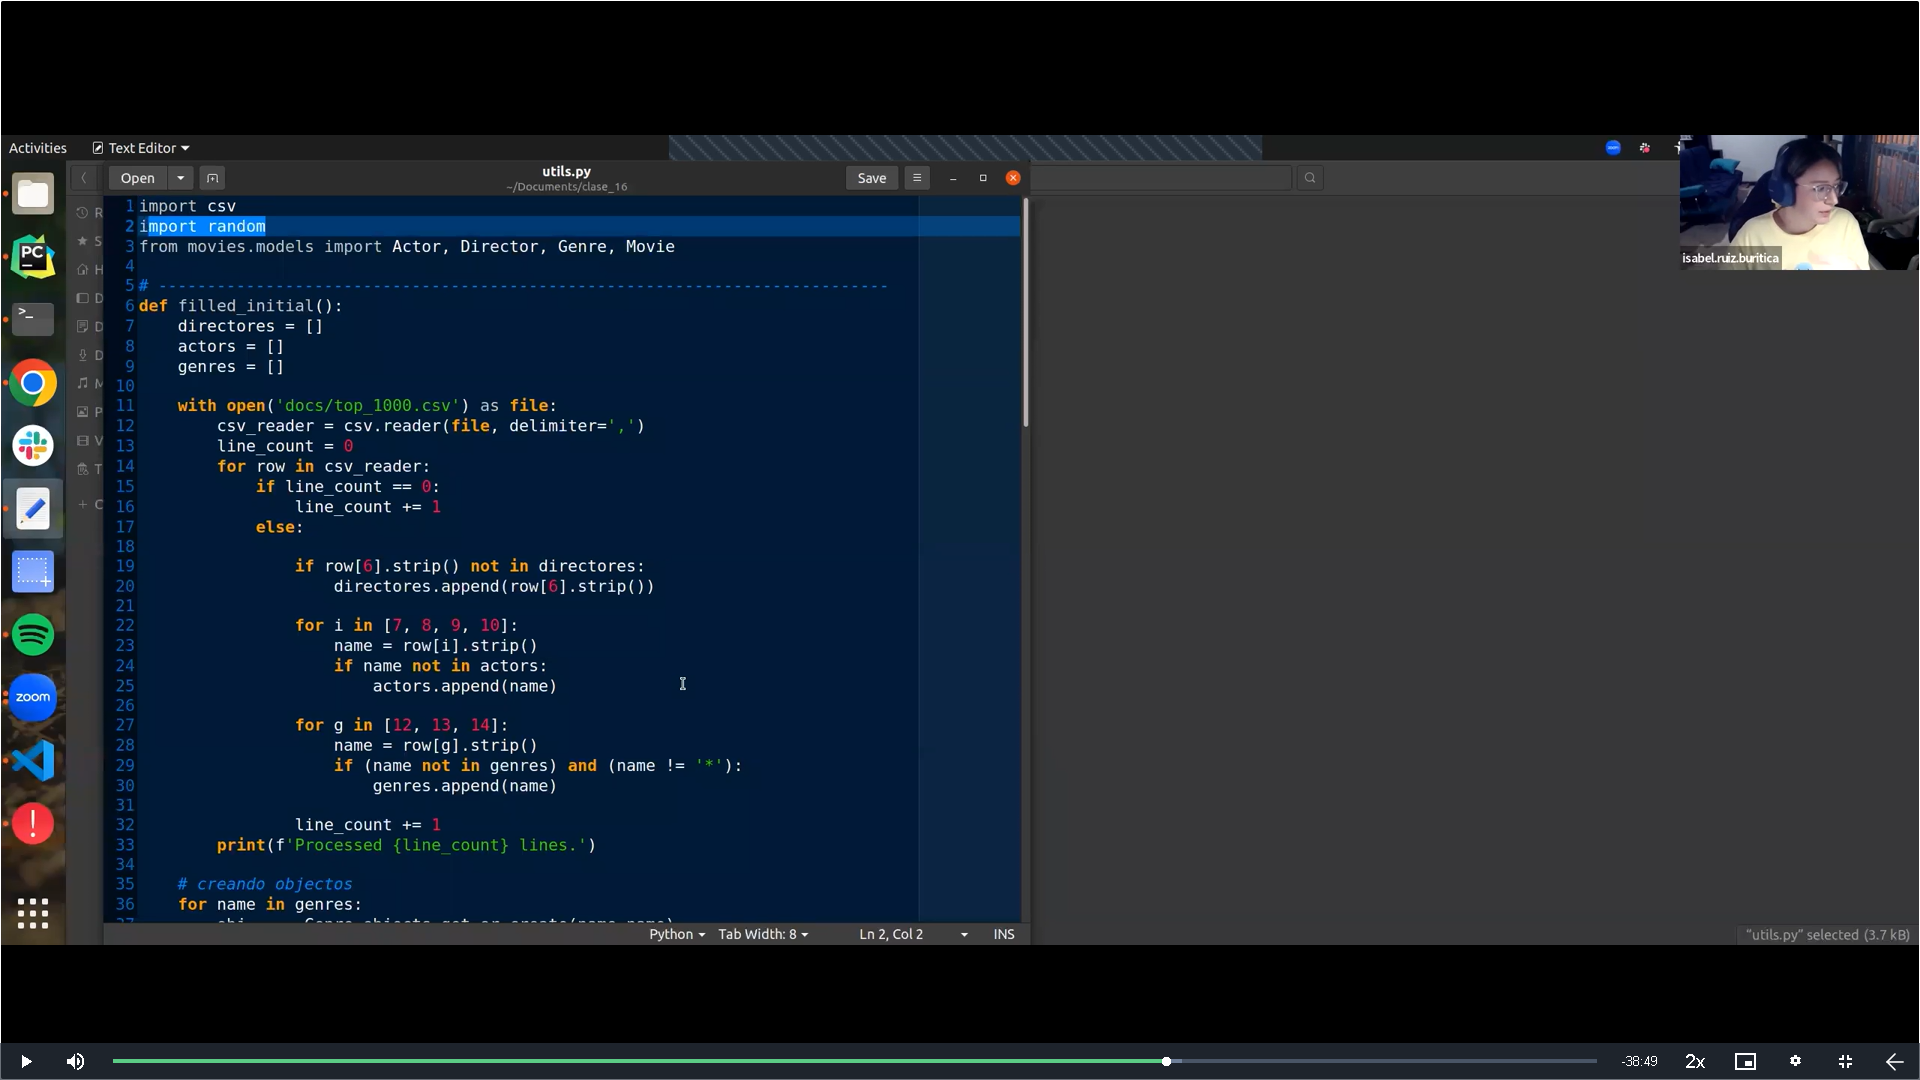 Activities
Text Editor
Open
utils.py
~/Documents/clase_16
Save
isabel.ruiz.buritica
1 import csv
2 import random
3 from movies.models import Actor, Director, Genre, Movie
4
5 # ---------------------------------------------------------------------------
6 def filled_initial():
7     directores = []
8     actors = []
9     genres = []
10
11     with open('docs/top_1000.csv') as file:
12         csv_reader = csv.reader(file, delimiter=',')
13         line_count = 0
14         for row in csv_reader:
15             if line_count == 0:
16                 line_count += 1
17             else:
18
19                 if row[6].strip() not in directores:
20                     directores.append(row[6].strip())
21
22                 for i in [7, 8, 9, 10]:
23                     name = row[i].strip()
24                     if name not in actors:
25                         actors.append(name)
26
27                 for g in [12, 13, 14]:
28                     name = row[g].strip()
29                     if (name not in genres) and (name != '*'):
30                         genres.append(name)
31
32                 line_count += 1
33         print(f'Processed {line_count} lines.')
34
35     # creando objectos
36     for name in genres:
PC
>_
zoom
Python
Tab Width: 8
Ln 2, Col 2
INS
"utils.py" selected (3.7 kB)
-38:49
2x